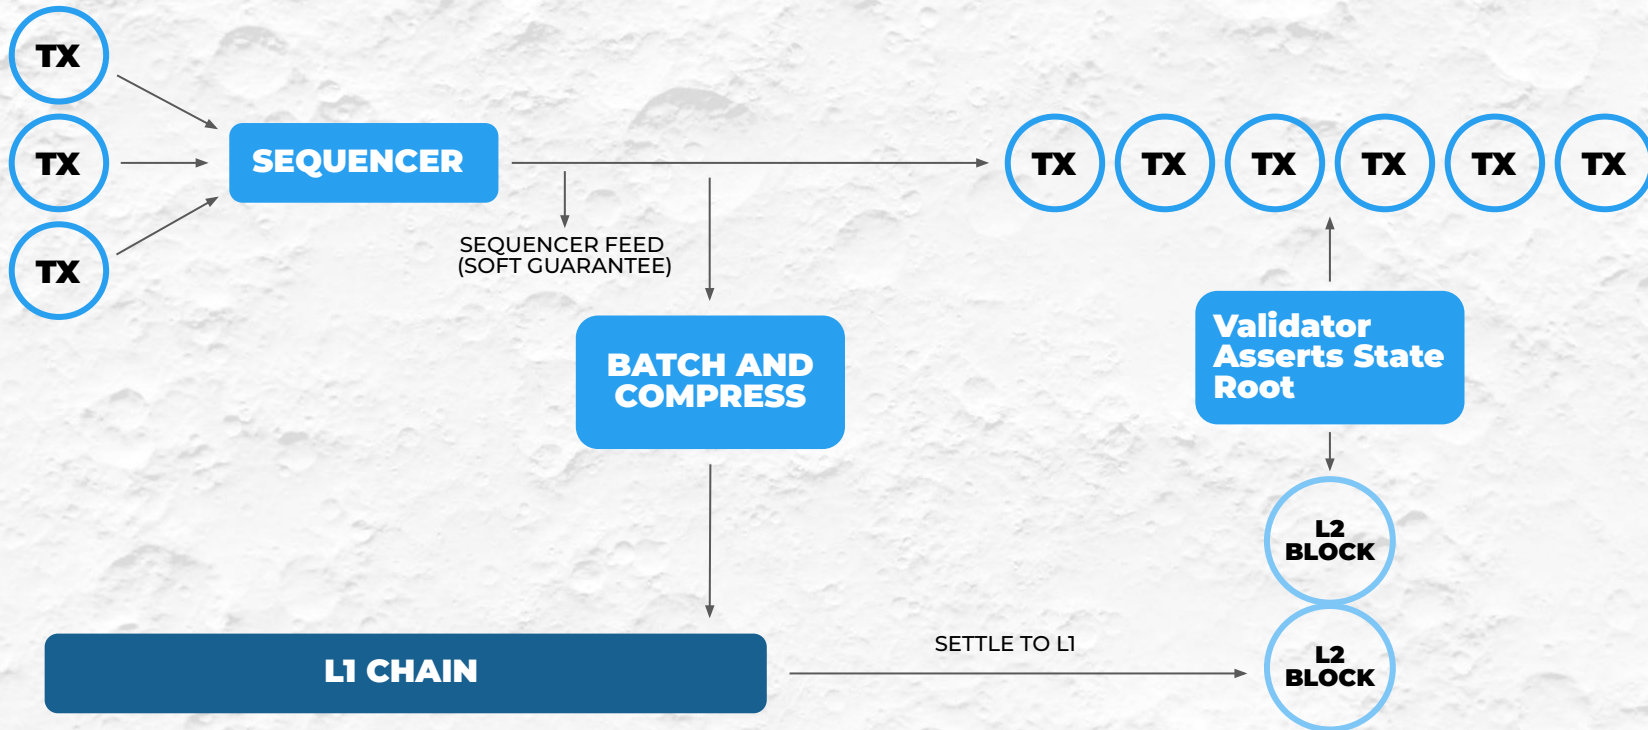 TX
TX
TX
SEQUENCER
TX
TX
TX
TX
TX
TX
SEQUENCER FEED
(SOFT GUARANTEE)
BATCH AND
COMPRESS
Validator
Asserts State
Root
L2
BLOCK
L1 CHAIN
SETTLE TO L1
L2
BLOCK